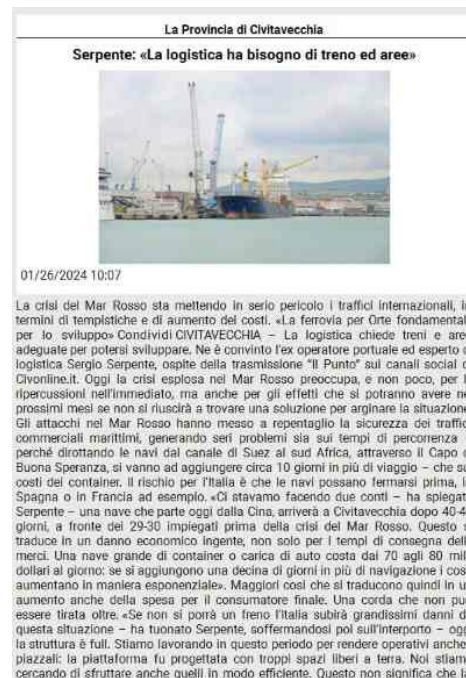 La Provincia di Civitavecchia
Serpente: «La logistica ha bisogno di treno ed aree»
01/26/2024 10:07
La crisi del Mar Rosso sta mettendo in serio pericolo i traffici internazionali,
termini di tempistiche e di aumento dei costi. «La ferrovia per Orte
per lo sviluppo» Condividi CIVITAVECCHIA – La logistica chiede treni e
adeguate per potersi sviluppare. Ne è convinto l'ex operatore portuale ed esperto
logistica Sergio Serpente, ospite della trasmissione "Il Punto" sui canali social
Civonline.it. Oggi la crisi esplosa nel Mar Rosso preoccupa, e non poco, per
ripercussioni nell'immediato, ma anche per gli effetti che si potranno avere
prossimi mesi se non si riuscirà a trovare una soluzione per arginare la situazione
Gli attacchi nel Mar Rosso hanno messo a repentaglio la sicurezza dei
commerciali marittimi, generando seri problemi sia sui tempi di percorrenza
perché dirottando le navi dal canale di Suez al sud Africa, attraverso il Capo
Buona Speranza, si vanno ad aggiungere circa 10 giorni in più di viaggio – che
costi dei container. Il rischio per l'Italia è che le navi possano fermarsi prima,
Spagna o in Francia ad esempio. «Ci stavamo facendo due conti – ha
Serpente – una nave che parte oggi dalla Cina, arriverà a Civitavecchia dopo
giorni, a fronte dei 29-30 impiegati prima della crisi del Mar Rosso. Questo
traduce in un danno economico ingente, non solo per i tempi di consegna
merci. Una nave grande di container o carica di auto costa dai 70 agli 80
dollari al giorno: se si aggiungono una decina di giorni in più di navigazione i
aumentano in maniera esponenziale». Maggiori cosi che si traducono quindi in
aumento anche della spesa per il consumatore finale. Una corda che non
essere tirata oltre. «Se non si porrà un freno l'Italia subirà grandissimi danni
questa situazione – ha tuonato Serpente, soffermandosi poi sull'interporto –
la struttura è full. Stiamo lavorando in questo periodo per rendere operativi anche
piazzali: la piattaforma fu progettata con troppi spazi liberi a terra. Noi
cercando di sfruttare anche quelli in modo efficiente. Questo non significa che